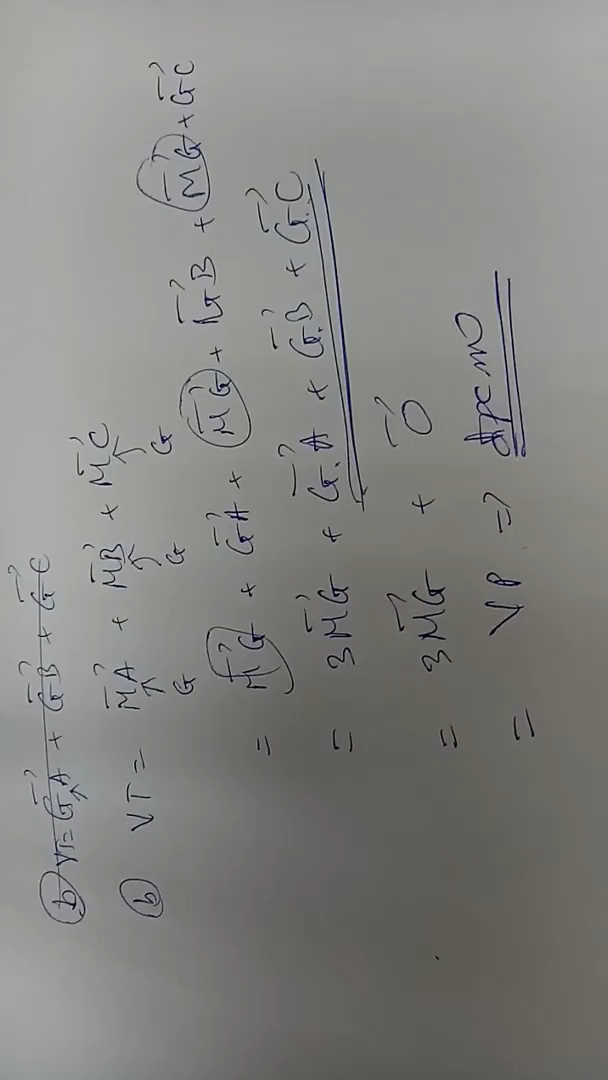 b VT = GA + GB + GC
b VT = MA + MB + MC
G G G
= MG + GA + MG + GB + MG + GC
= 3MG + GA + GB + GC
= 3MG + O
= VP => đpcm